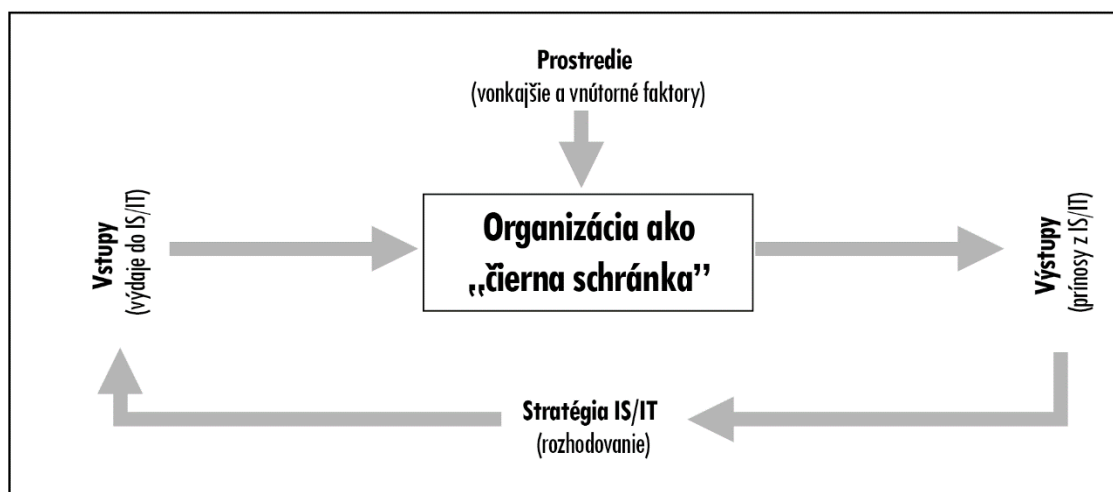 Prostredie
(vonkajšie a vnútorné faktory)
Vstupy
(výdaje do IS/IT)
Organizácia ako
„čierna schránka”
Výstupy
(prínosy z IS/IT)
Stratégia IS/IT
(rozhodovanie)